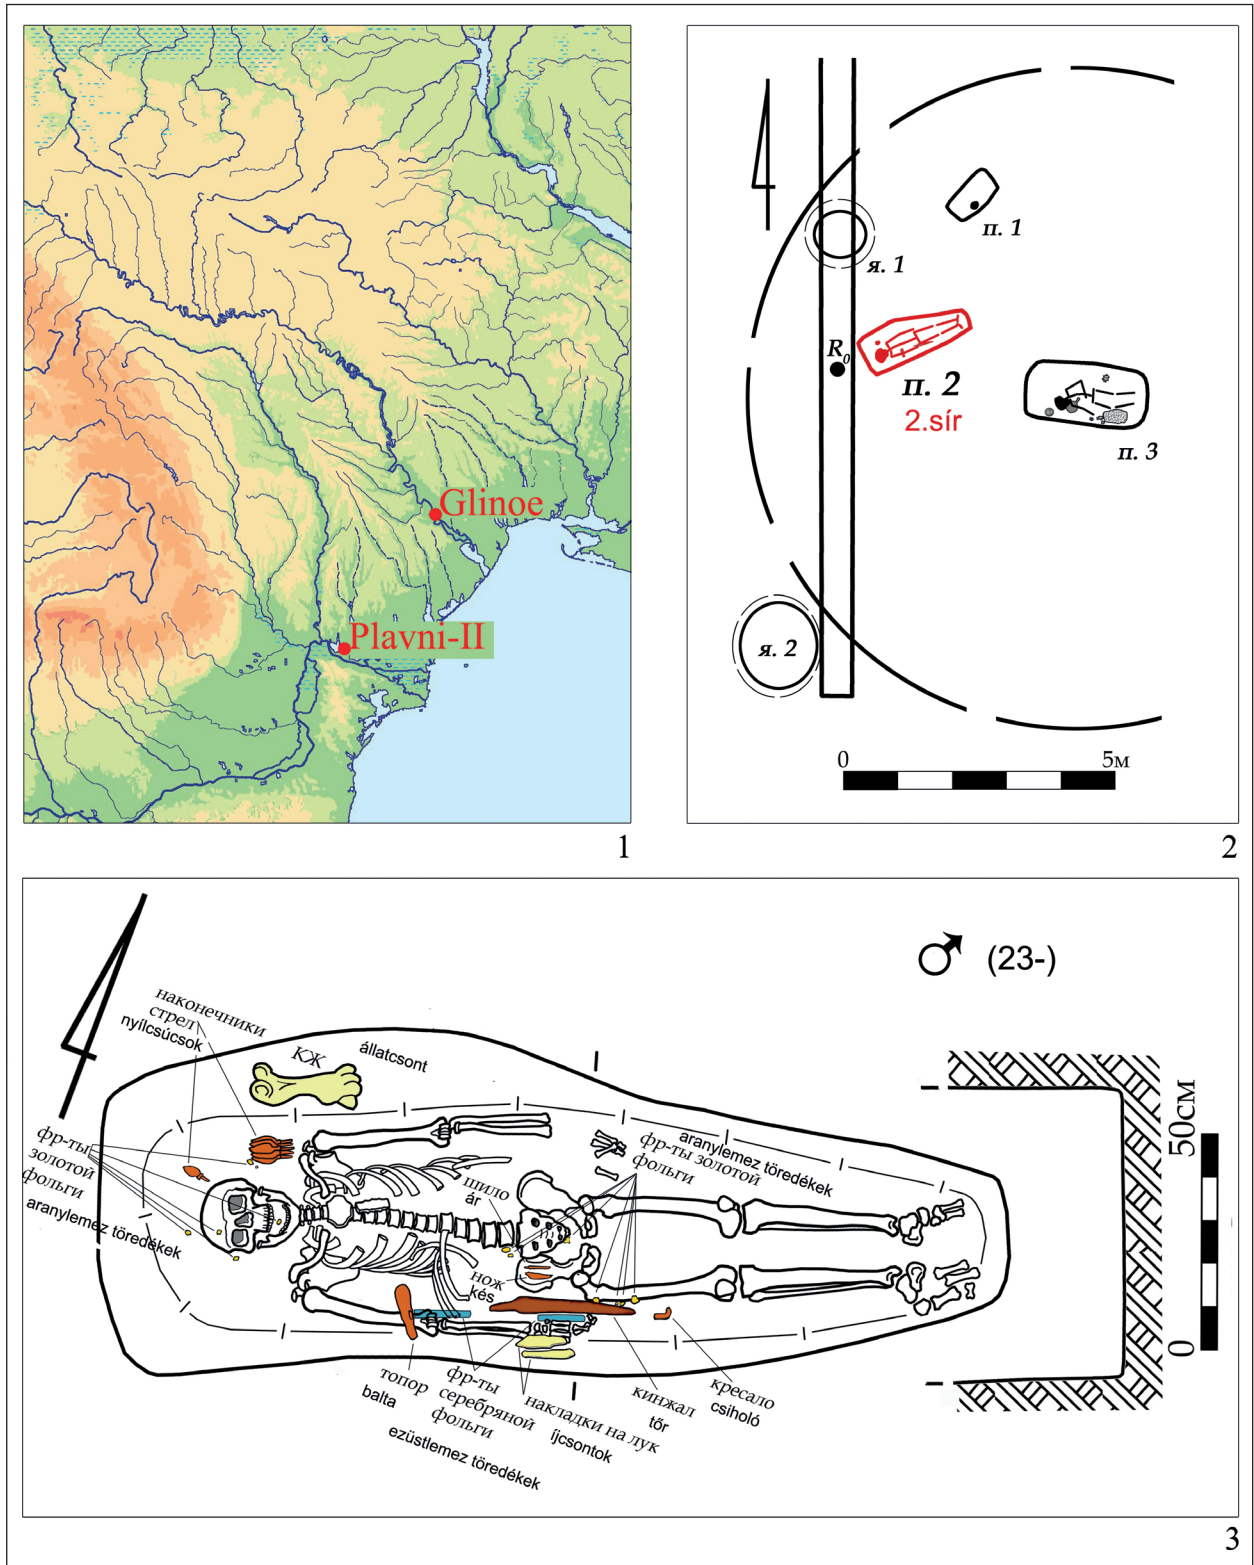 Glinoe
Plavni-II
1
я. 1
п. 1
R₀
п. 2
2.sír
п. 3
я. 2
0
5м
2
♂ (23-)
наконечники
стрел
nyílcsúcsok
КЖ
állatcsont
фр-ты
золотой
фольги
aranylemez töredékek
шило
ár
aranylemez töredékek
фр-ты золотой
фольги
нож
kés
топор
balta
фр-ты
серебряной
фольги
ezüstlemez töredékek
накладки на лук
íjcsontok
кинжал
tőr
кресало
csiholó
0
50см
3